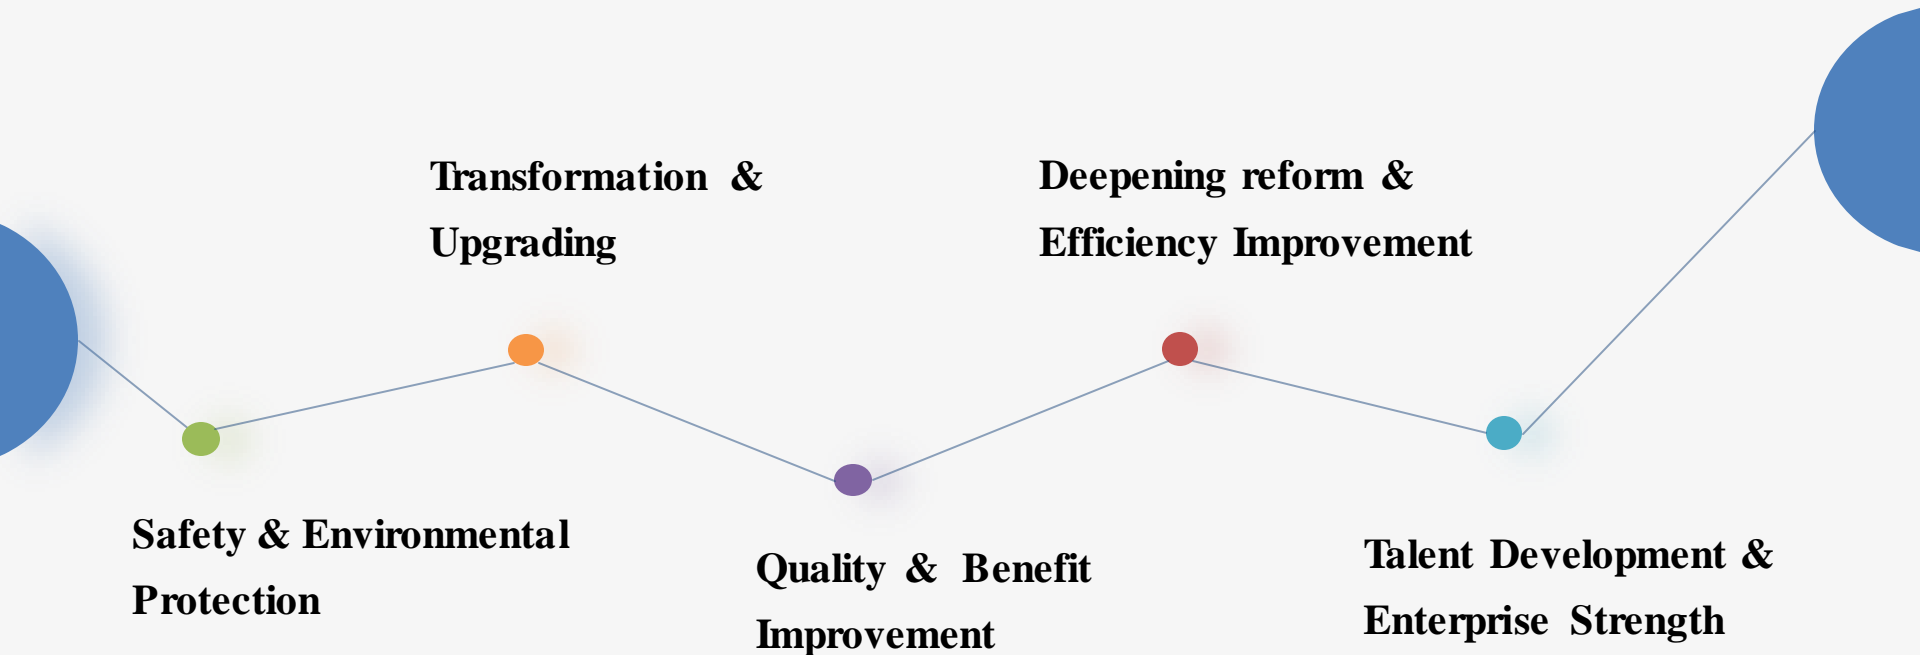 Transformation &
Upgrading
Deepening reform &
Efficiency Improvement
Safety & Environmental
Protection
Quality & Benefit
Improvement
Talent Development &
Enterprise Strength